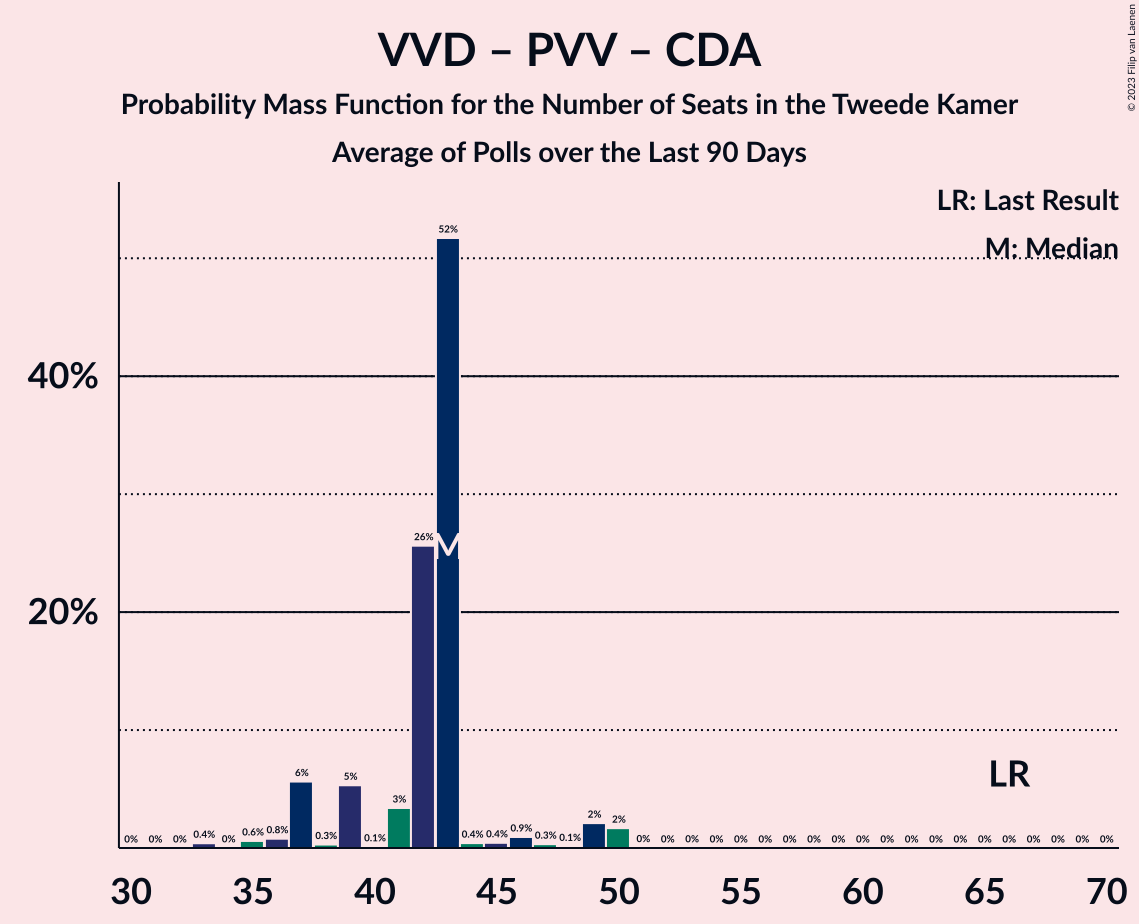 VVD – PVV – CDA
Probability Mass Function for the Number of Seats in the Tweede Kamer
Average of Polls over the Last 90 Days
© 2023 Filip van Laenen
LR: Last Result
M: Median
52%
40%
26%
M
20%
LR
0% 0% 0% 0.4% 0% 0.6% 0.8% 6% 0.3% 5% 0.1% 3% 0.4% 0.4% 0.9% 0.3% 0.1% 2% 2% 0% 0% 0% 0% 0% 0% 0% 0% 0% 0% 0% 0% 0% 0% 0% 0% 0% 0% 0% 0%
30 35 40 45 50 55 60 65 70